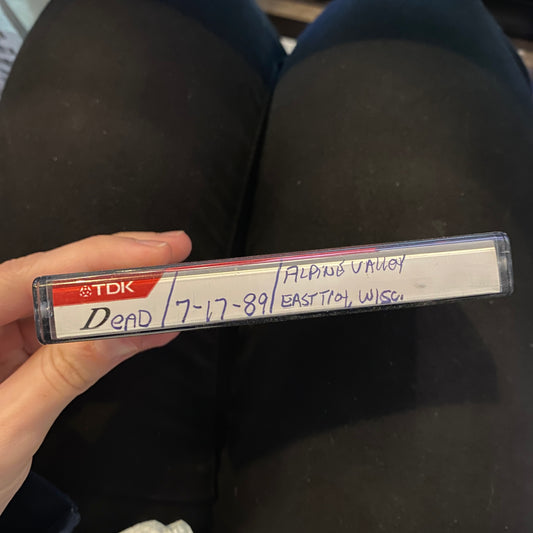 TDK
DEAD / 7-17-89 / ALPINE VALLEY
EAST TROY, WISC.